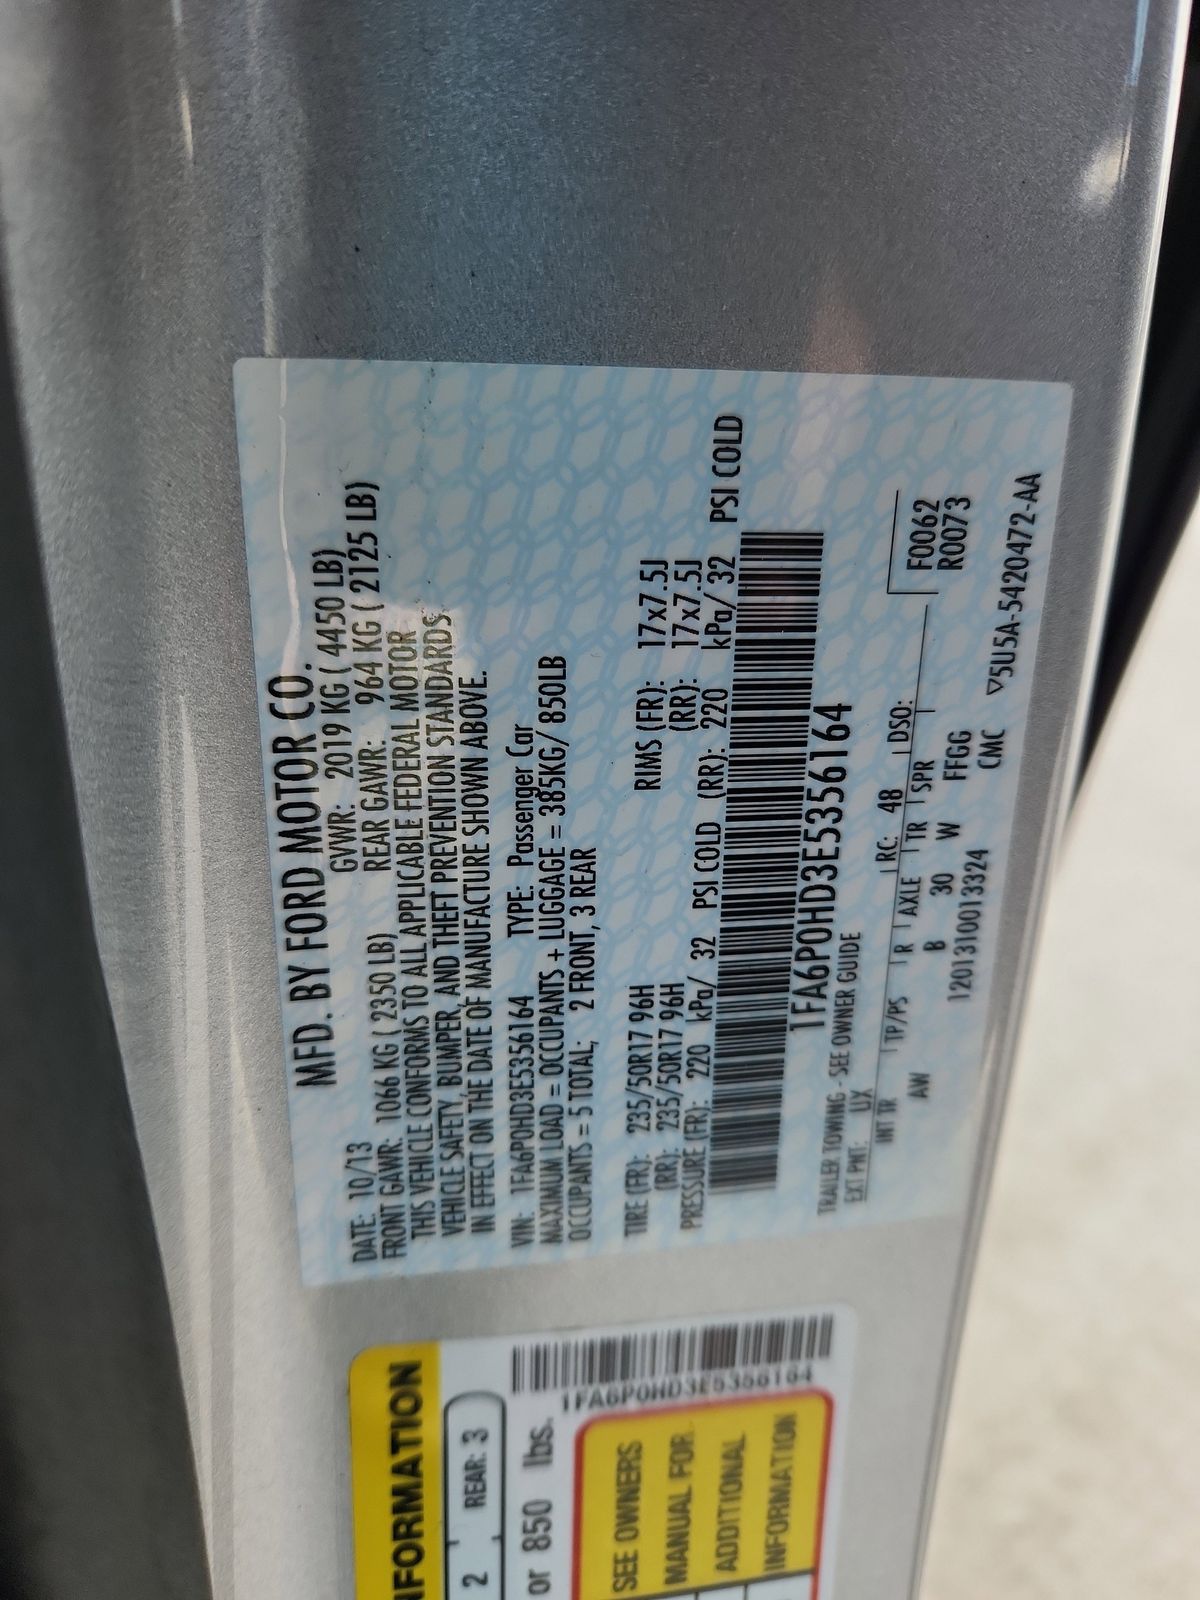 MFD. BY FORD MOTOR CO.
DATE: 10/13 GVWR: 2019 KG ( 4450 LB)
FRONT GAWR: 1066 KG ( 2350 LB) REAR GAWR: 964 KG ( 2125 LB)
THIS VEHICLE CONFORMS TO ALL APPLICABLE FEDERAL MOTOR
VEHICLE SAFETY, BUMPER, AND THEFT PREVENTION STANDARDS
IN EFFECT ON THE DATE OF MANUFACTURE SHOWN ABOVE.
VIN: 1FA6P0HD3E5356164 TYPE: Passenger Car
MAXIMUM LOAD = OCCUPANTS + LUGGAGE = 385KG/ 850LB
OCCUPANTS = 5 TOTAL; 2 FRONT, 3 REAR
TIRE (FR): 235/50R17 96H RIMS (FR): 17x7.5J
(RR): 235/50R17 96H (RR): 17x7.5J
PRESSURE (FR): 220 kPa/ 32 PSI COLD (RR): 220 kPa/ 32 PSI COLD
1FA6P0HD3E5356164
TRAILER TOWING - SEE OWNER GUIDE
EXT PNT: UX RC: 48 DSO:
INT TR TP/PS R AXLE TR SPR
AW B 30 W FFGG
F0062
R0073
1201310013324 CMC
▽5U5A-5420472-AA
NFORMATION
2 REAR: 3
or 850 lbs.
1FA6P0HD3E5356164
SEE OWNERS
MANUAL FOR
ADDITIONAL
INFORMATION